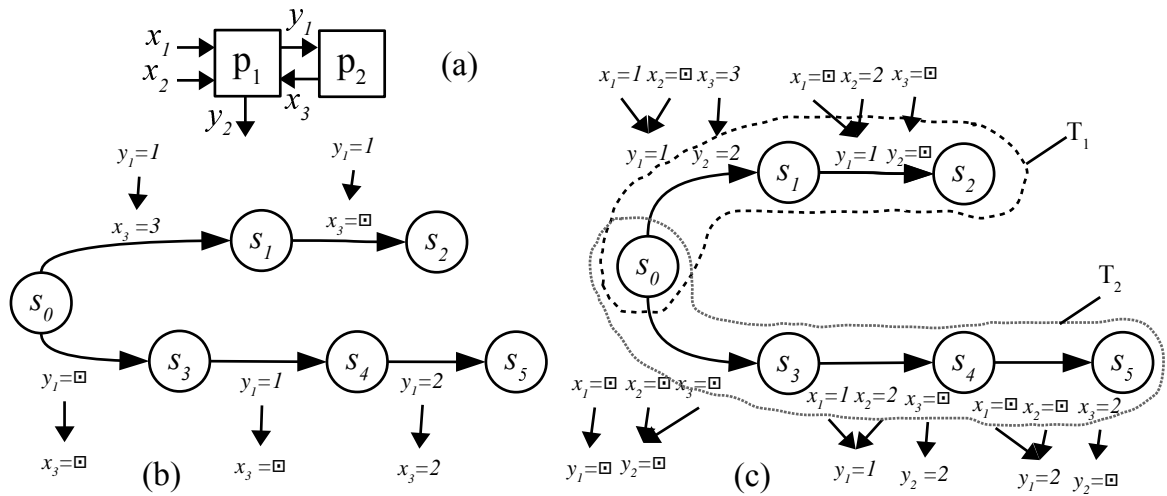 x₁ y₁
p₁ p₂ (a)
x₂ x₃
y₂
x₁=1 x₂=⊡ x₃=3 x₁=⊡ x₂=2 x₃=⊡
T₁
y₁=1 y₁=1
y₁=1 y₂=2 y₁=1 y₂=⊡
s₁ s₂
x₃=3 x₃=⊡
s₁ s₂
s₀
s₀
T₂
s₃ s₄ s₅
s₃ s₄ s₅
y₁=⊡ y₁=1 y₁=2
x₁=⊡ x₂=⊡ x₃=⊡ x₁=1 x₂=2 x₃=⊡ x₁=⊡ x₂=⊡ x₃=2
x₃=⊡ x₃=⊡ x₃=2
(b)
y₁=⊡ y₂=⊡ (c) y₁=1 y₂=2 y₁=2 y₂=⊡